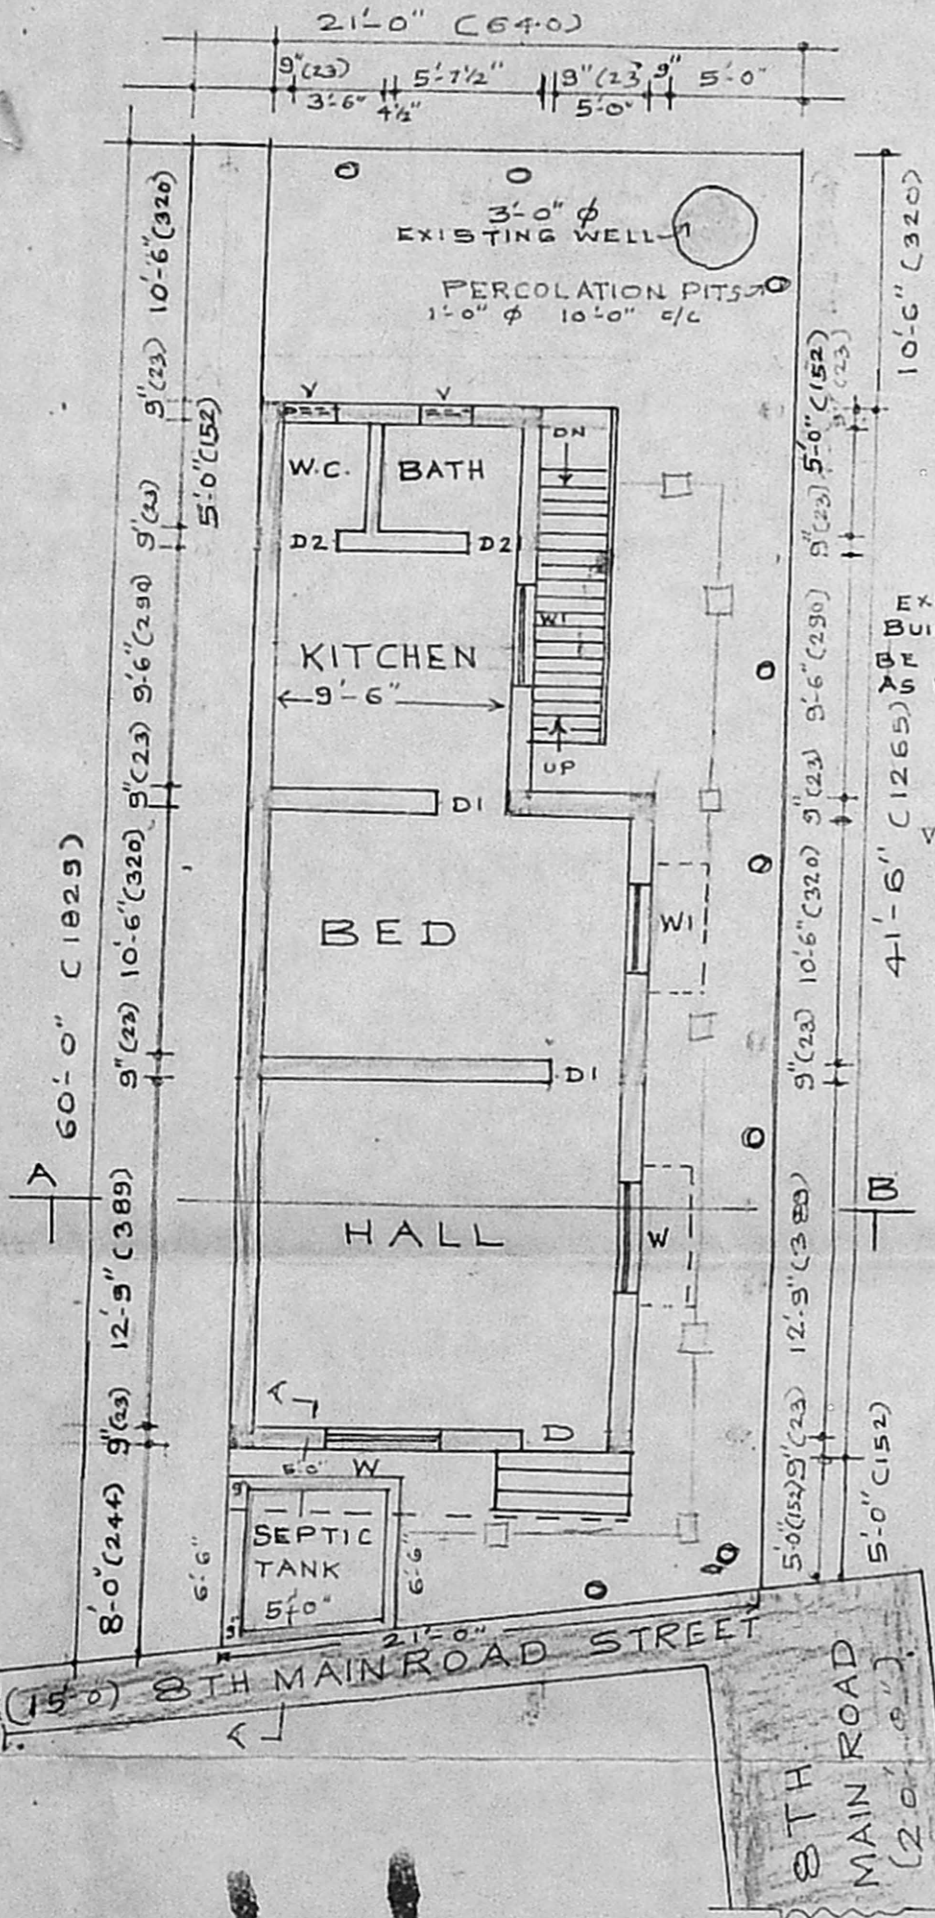 21'-0" (640)
9"(23) 5'-7½" 9"(23 9" 5'-0"
3'-6" 4½" 5'-0"
3'-0" ϕ
EXISTING WELL
PERCOLATION PITS
1'-0" ϕ 10'-0" c/c
10'-6"(320)
9"(23)
5'-0"(152)
9"(23)
9'-6"(290)
9"(23)
10'-6"(320)
9"(23)
60'-0" (1829)
12'-9"(389)
9"(23)
8'-0"(244)
V V
W.C. BATH
DN
D2 D2
W1
KITCHEN
9'-6"
UP
D1
BED
W1
D1
A B
HALL
W
A
D
5'-0" W
9"
SEPTIC
TANK
5'-0"
6'-6" 6'-6"
9"
21'-0"
(15'-0) 8TH MAIN ROAD STREET
A
10'-6" (320)
5'-0"(152)
9"(23)
9"(23)
9'-6"(290)
9"(23)
10'-6"(320)
9"(23)
12'-9"(389)
9"(23)
5'-0"(152)
EX
BUI
BE
AS
41'-6" (1265)
5'-0"(152)
8TH
MAIN ROAD
(20'-0")